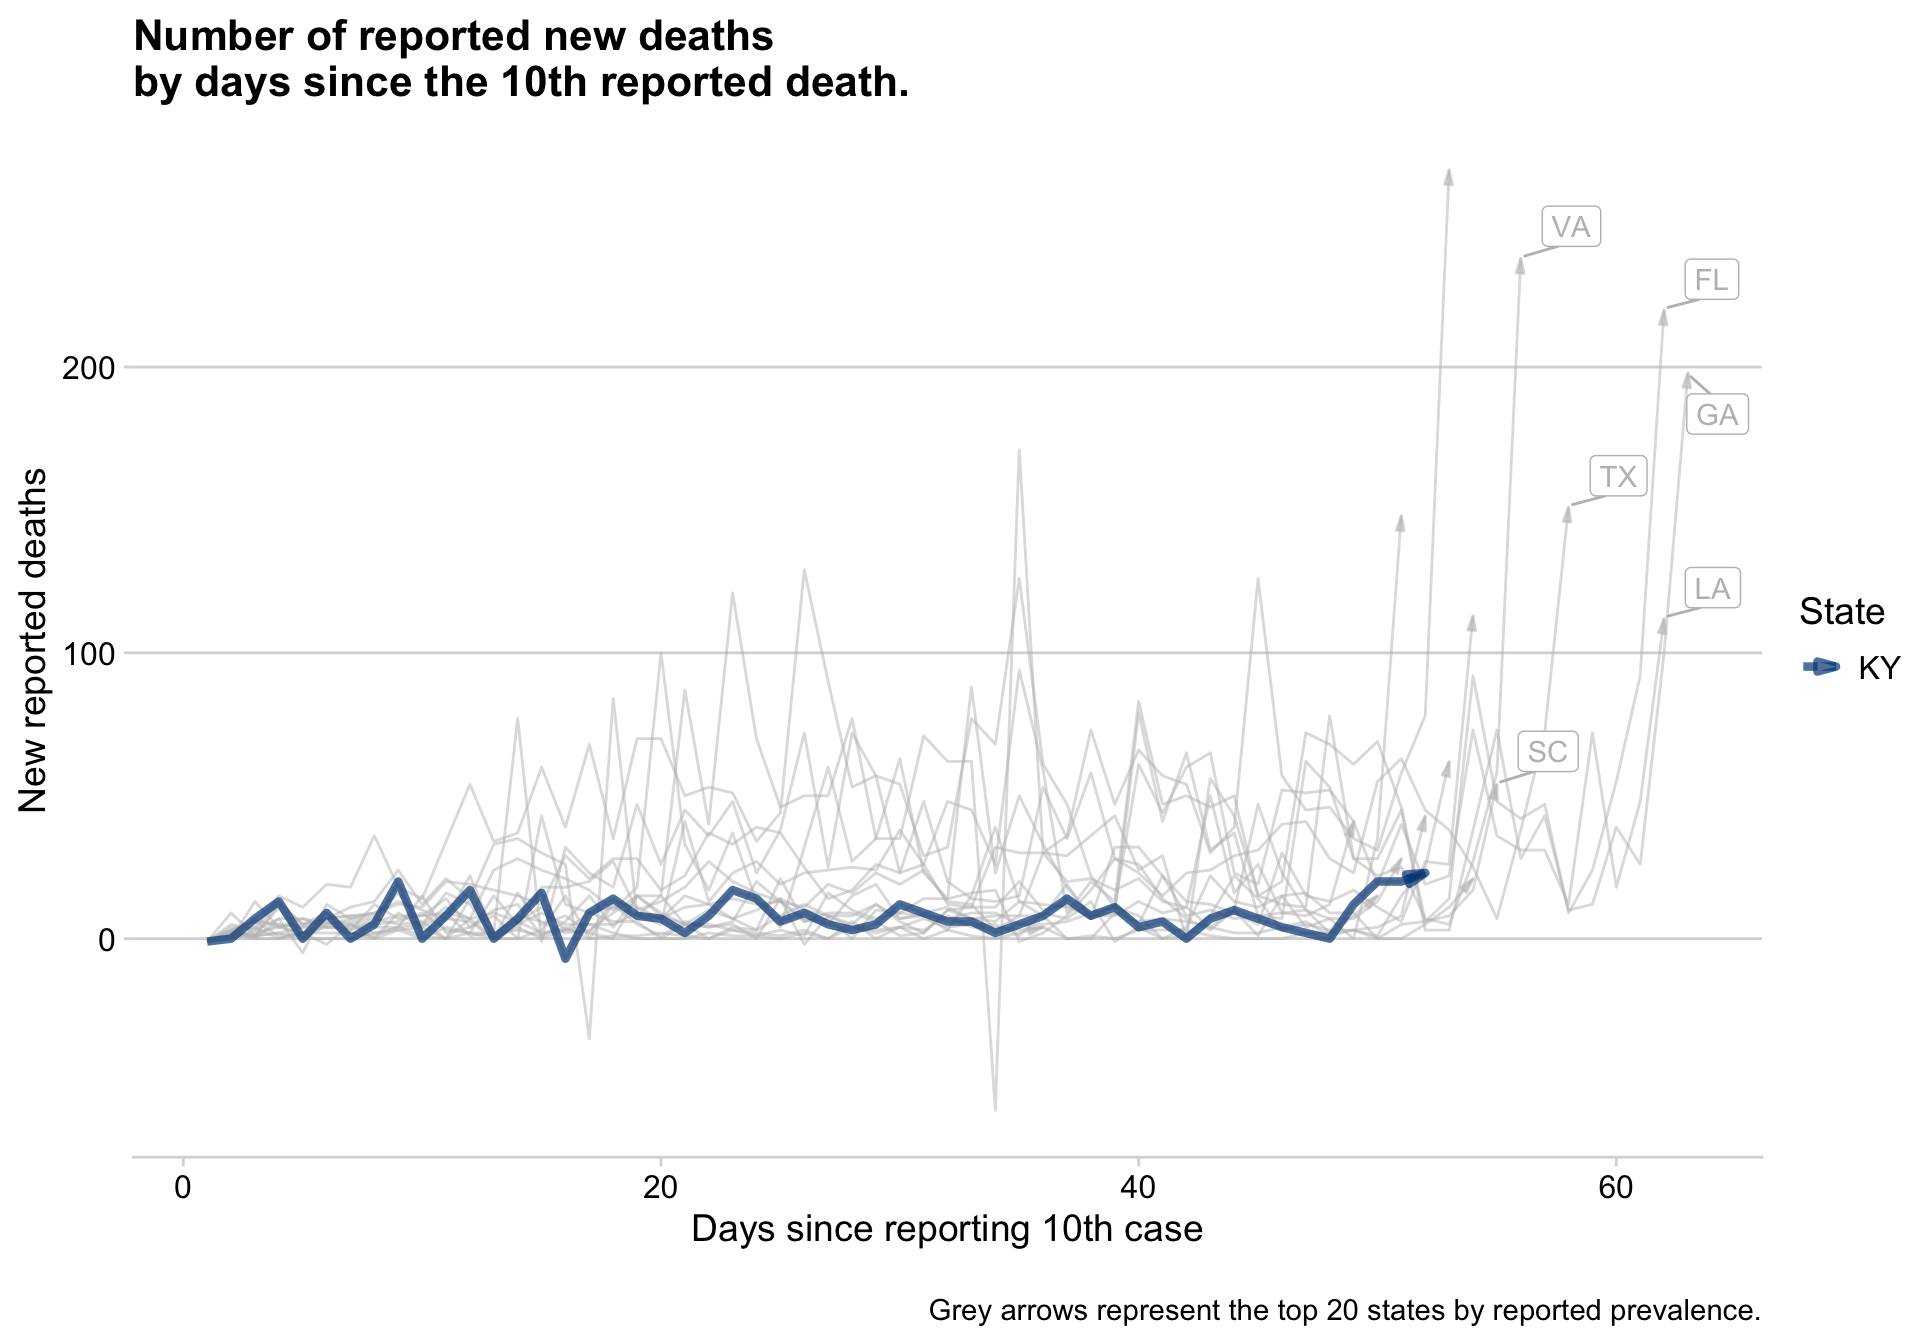 Number of reported new deaths
by days since the 10th reported death.
VA
FL
200
GA
TX
New reported deaths
LA
State
100
KY
SC
0
0 20 40 60
Days since reporting 10th case
Grey arrows represent the top 20 states by reported prevalence.